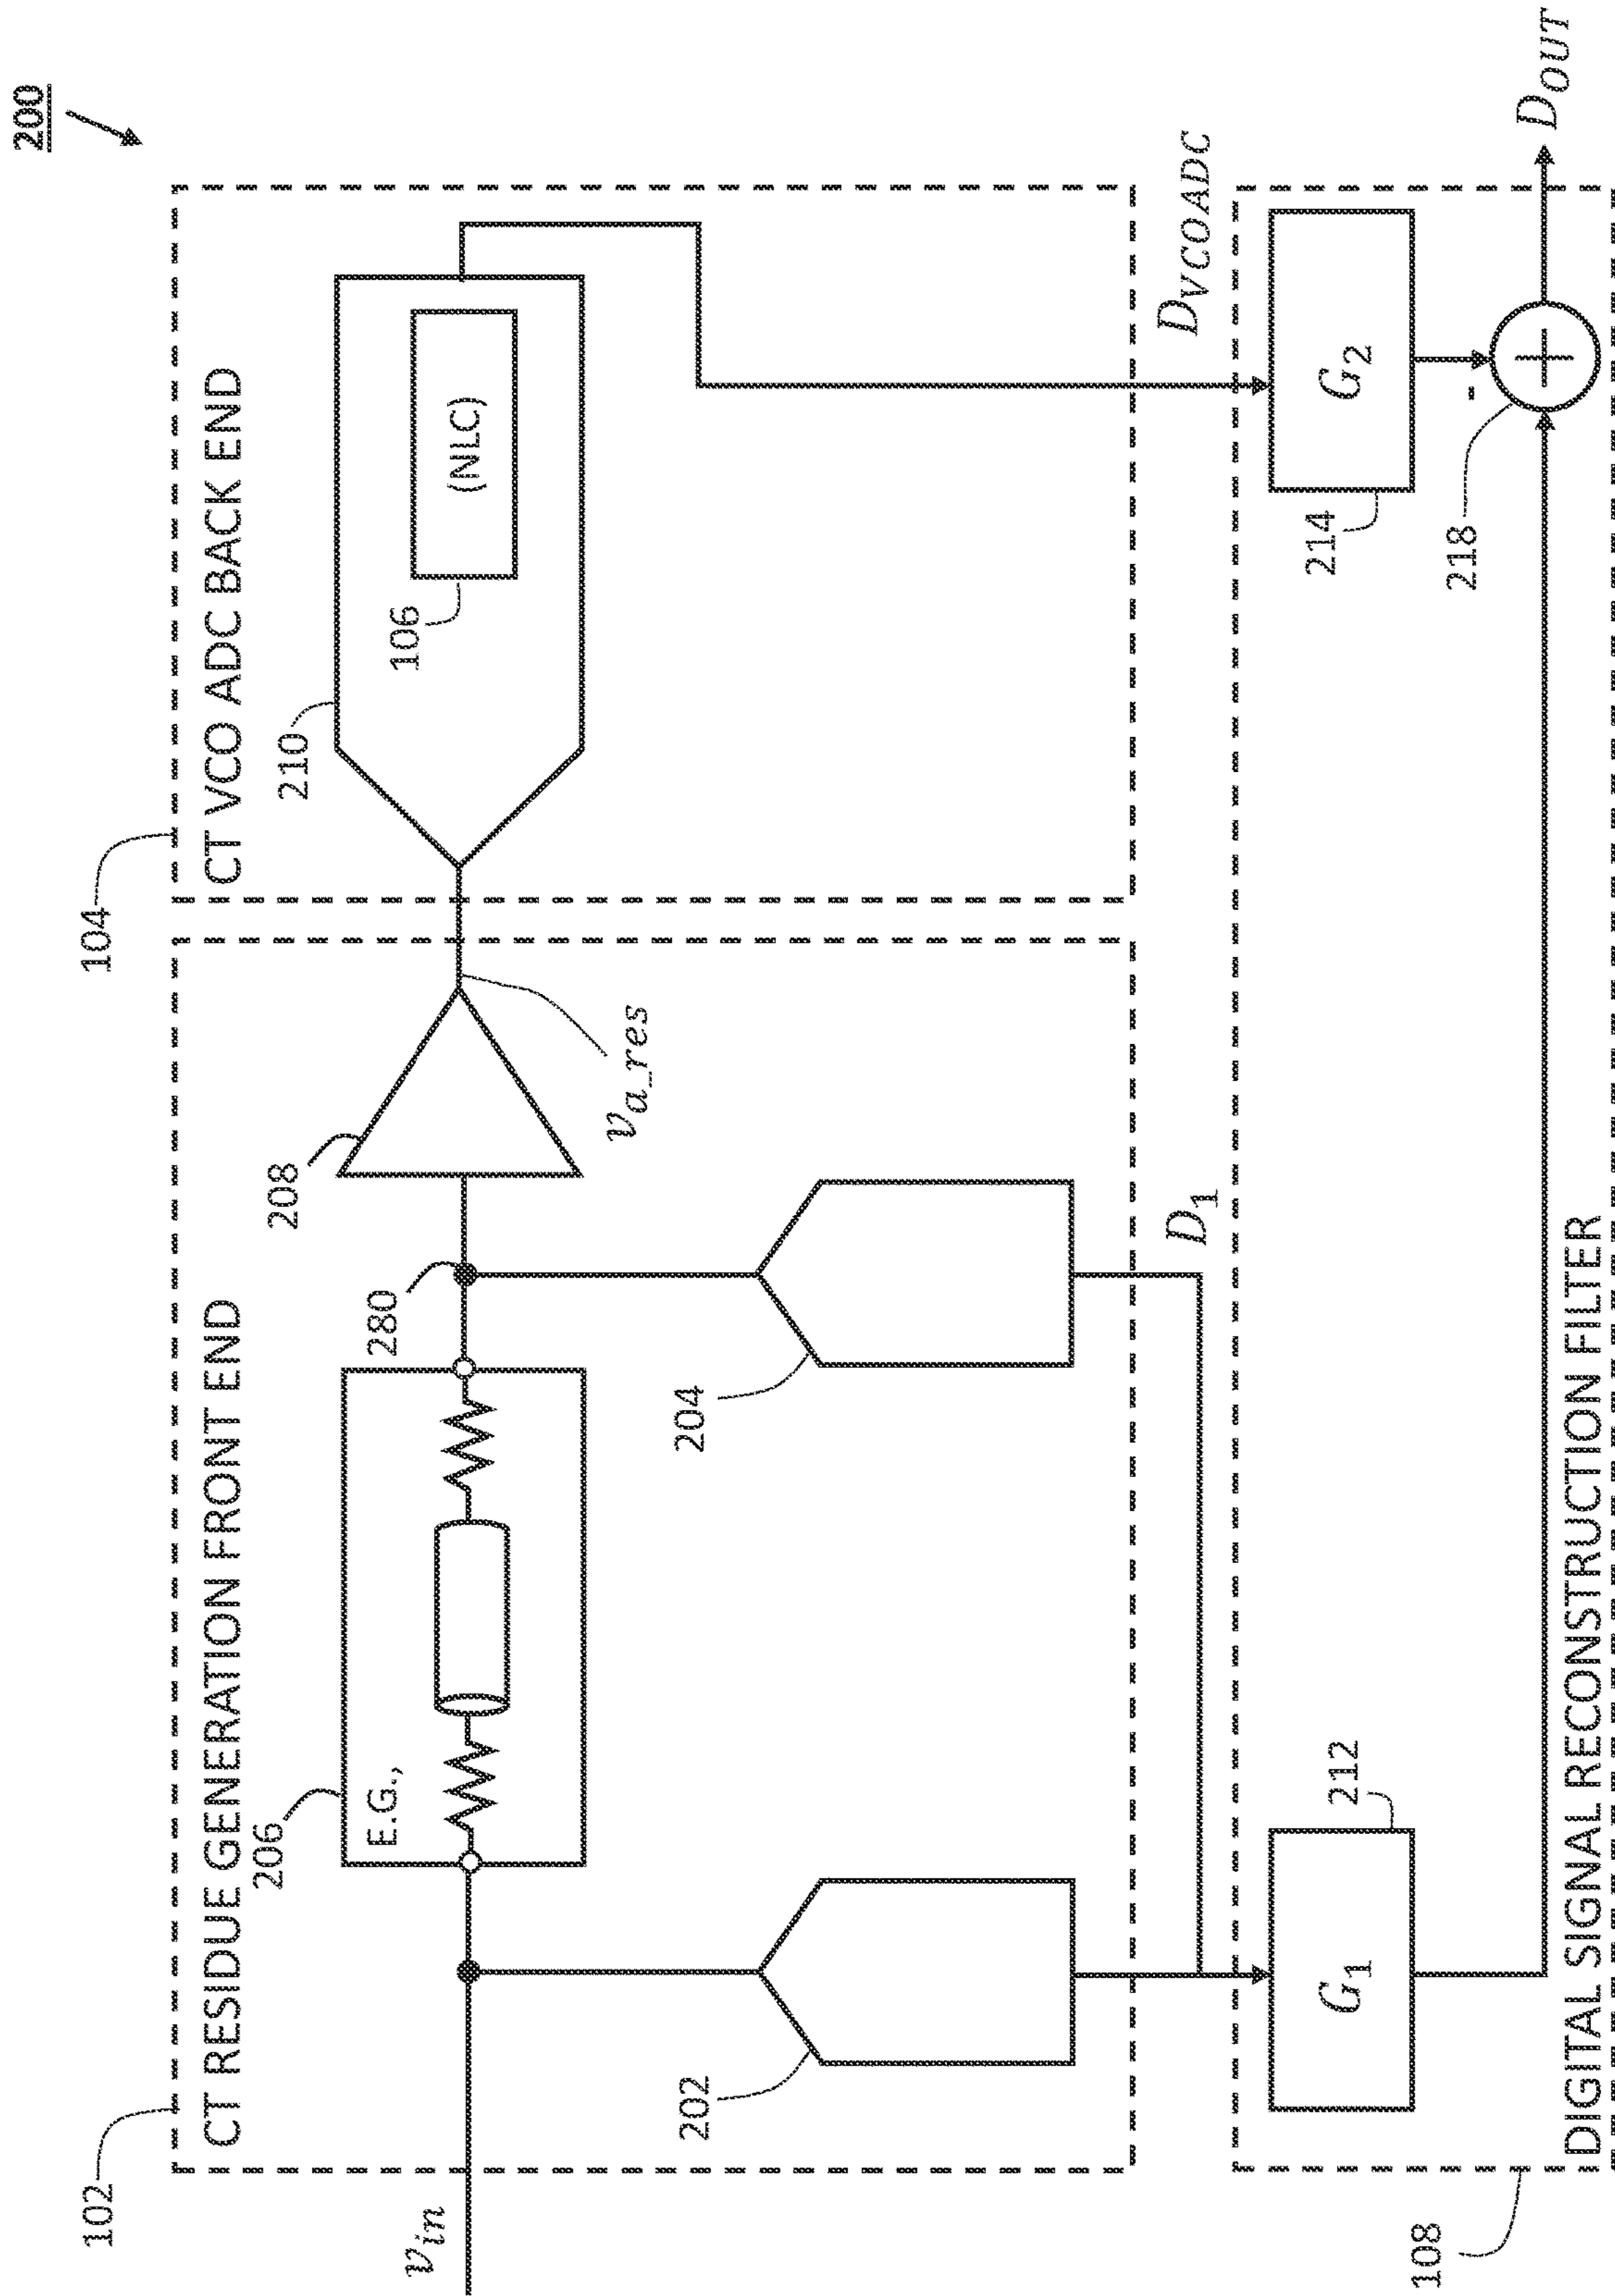 200
102
CT RESIDUE GENERATION FRONT END
104
CT VCO ADC BACK END
206
E.G.,
280
208
210
(NLC)
106
v_in
v_a_res
202
204
D_1
D_VCOADC
G_1
212
214
G_2
218
-
+
D_OUT
108
DIGITAL SIGNAL RECONSTRUCTION FILTER